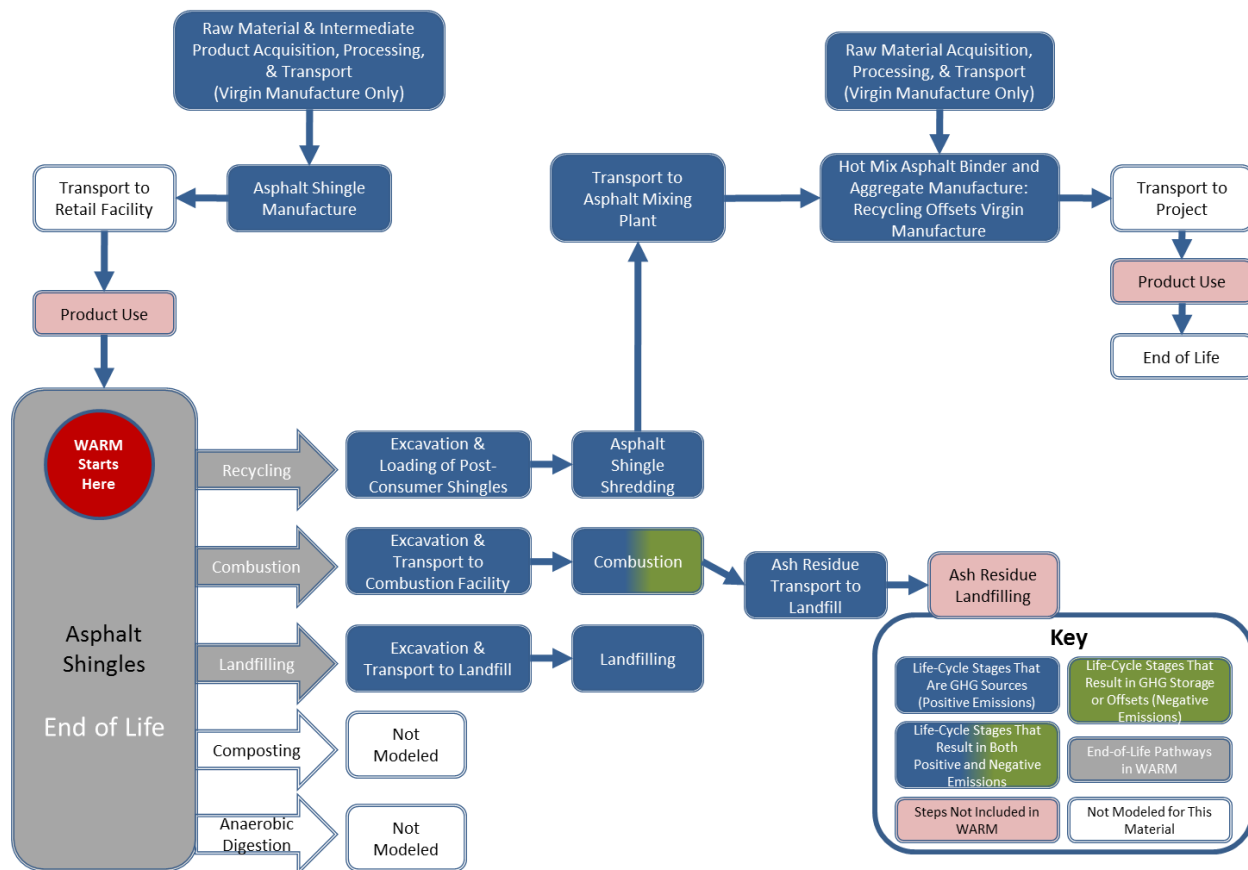 Raw Material & Intermediate
Product Acquisition, Processing,
& Transport
(Virgin Manufacture Only)
Raw Material Acquisition,
Processing, & Transport
(Virgin Manufacture Only)
Transport to
Retail Facility
Asphalt Shingle
Manufacture
Transport to
Asphalt Mixing
Plant
Hot Mix Asphalt Binder and
Aggregate Manufacture:
Recycling Offsets Virgin
Manufacture
Transport to
Project
Product Use
Product Use
End of Life
WARM
Starts
Here
Asphalt
Shingles
End of Life
Recycling
Excavation &
Loading of Post-
Consumer Shingles
Asphalt
Shingle
Shredding
Combustion
Excavation &
Transport to
Combustion Facility
Combustion
Ash Residue
Transport to
Landfill
Ash Residue
Landfilling
Landfilling
Excavation &
Transport to Landfill
Landfilling
Composting
Not
Modeled
Anaerobic
Digestion
Not
Modeled
Key
Life-Cycle Stages That
Are GHG Sources
(Positive Emissions)
Life-Cycle Stages That
Result in GHG Storage
or Offsets (Negative
Emissions)
Life-Cycle Stages That
Result in Both
Positive and Negative
Emissions
End-of-Life Pathways
in WARM
Steps Not Included in
WARM
Not Modeled for This
Material